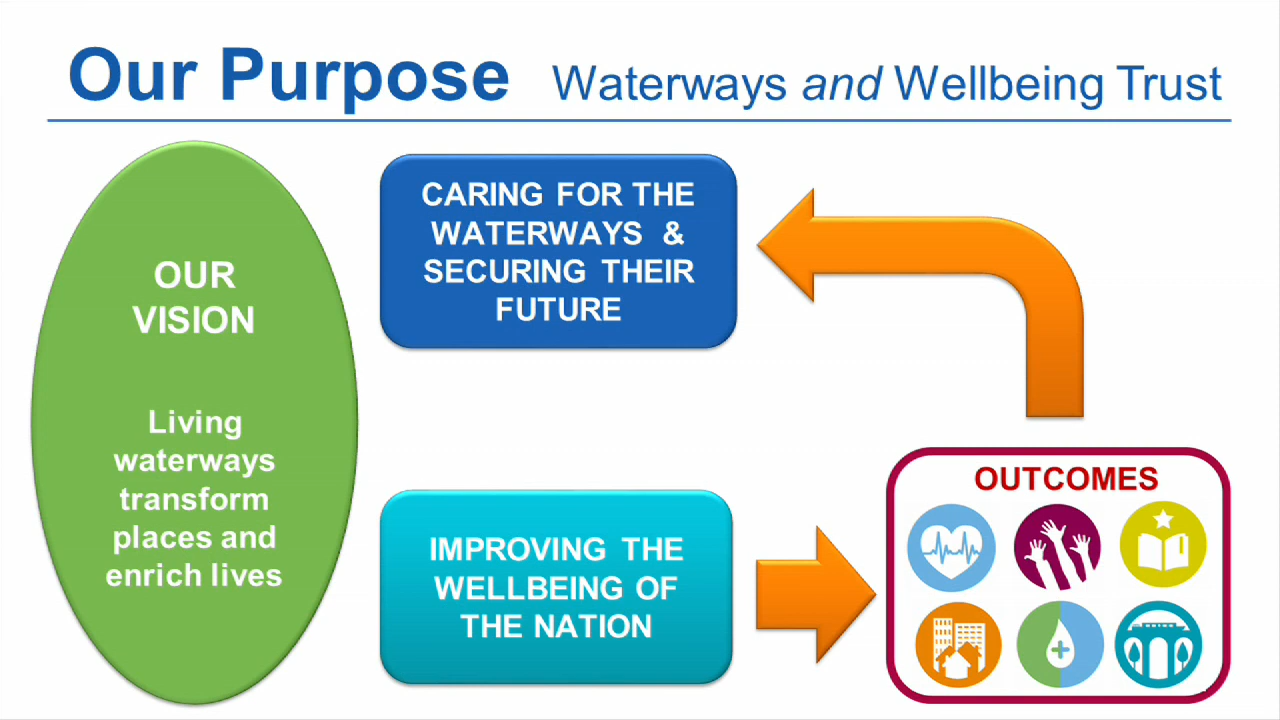 Our Purpose Waterways and Wellbeing Trust
OUR
VISION
Living
waterways
transform
places and
enrich lives
CARING FOR THE
WATERWAYS &
SECURING THEIR
FUTURE
IMPROVING THE
WELLBEING OF
THE NATION
OUTCOMES